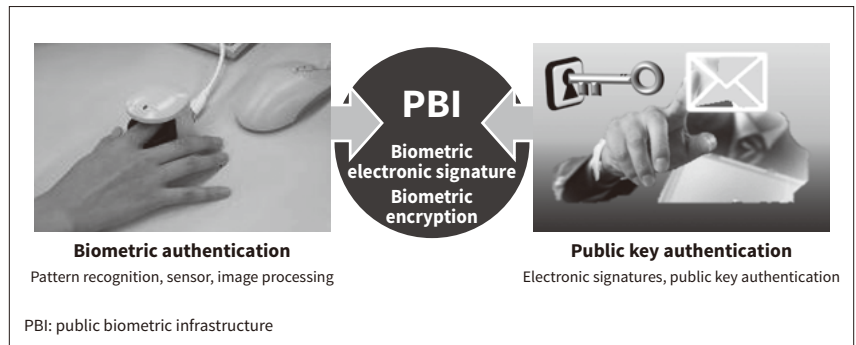 PBI
Biometric
electronic signature
Biometric
encryption
Biometric authentication
Pattern recognition, sensor, image processing
Public key authentication
Electronic signatures, public key authentication
PBI: public biometric infrastructure